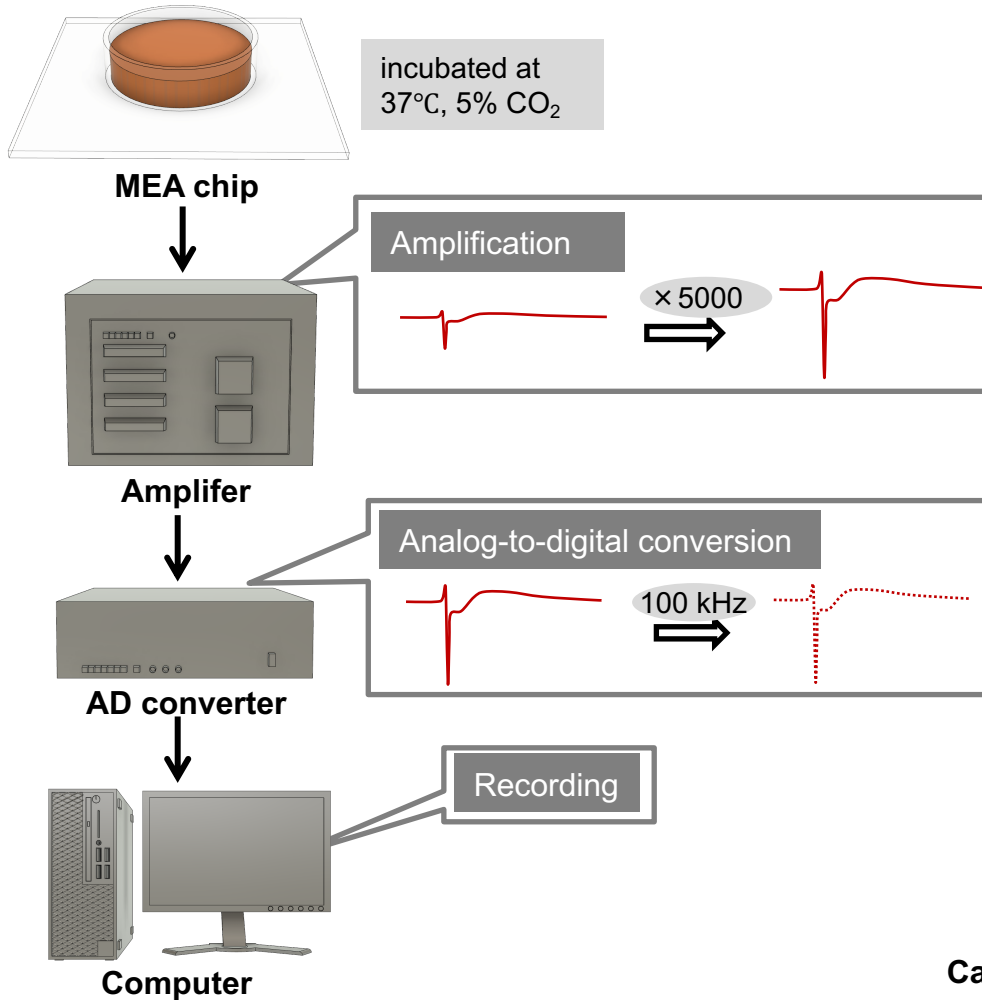 incubated at
37℃, 5% CO₂
MEA chip
Amplification
×5000
Amplifer
Analog-to-digital conversion
100 kHz
AD converter
Recording
Computer
Ca